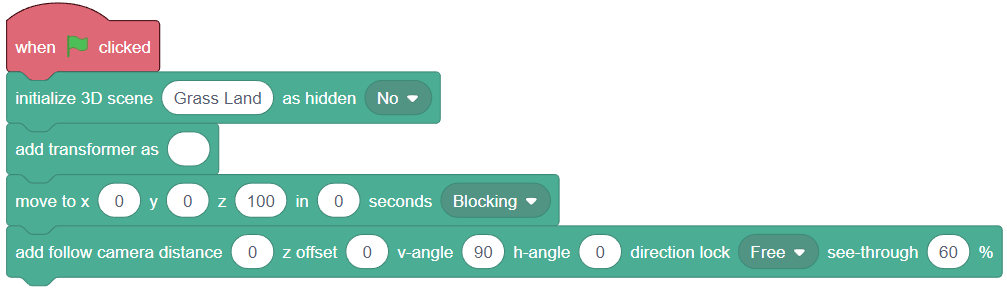 when clicked
initialize 3D scene Grass Land as hidden No
add transformer as
move to x 0 y 0 z 100 in 0 seconds Blocking
add follow camera distance 0 z offset 0 v-angle 90 h-angle 0 direction lock Free see-through 60 %